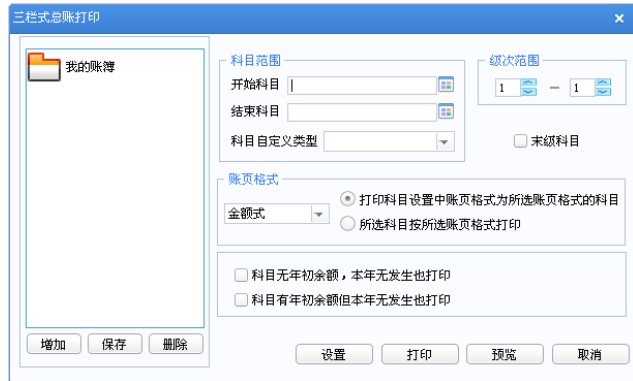 三栏式总账打印
我的账簿
科目范围
级次范围
开始科目
1 - 1
结束科目
科目自定义类型
末级科目
账页格式
金额式
打印科目设置中账页格式为所选账页格式的科目
所选科目按所选账页格式打印
科目无年初余额，本年无发生也打印
科目有年初余额但本年无发生也打印
增加 保存 删除
设置 打印 预览 取消